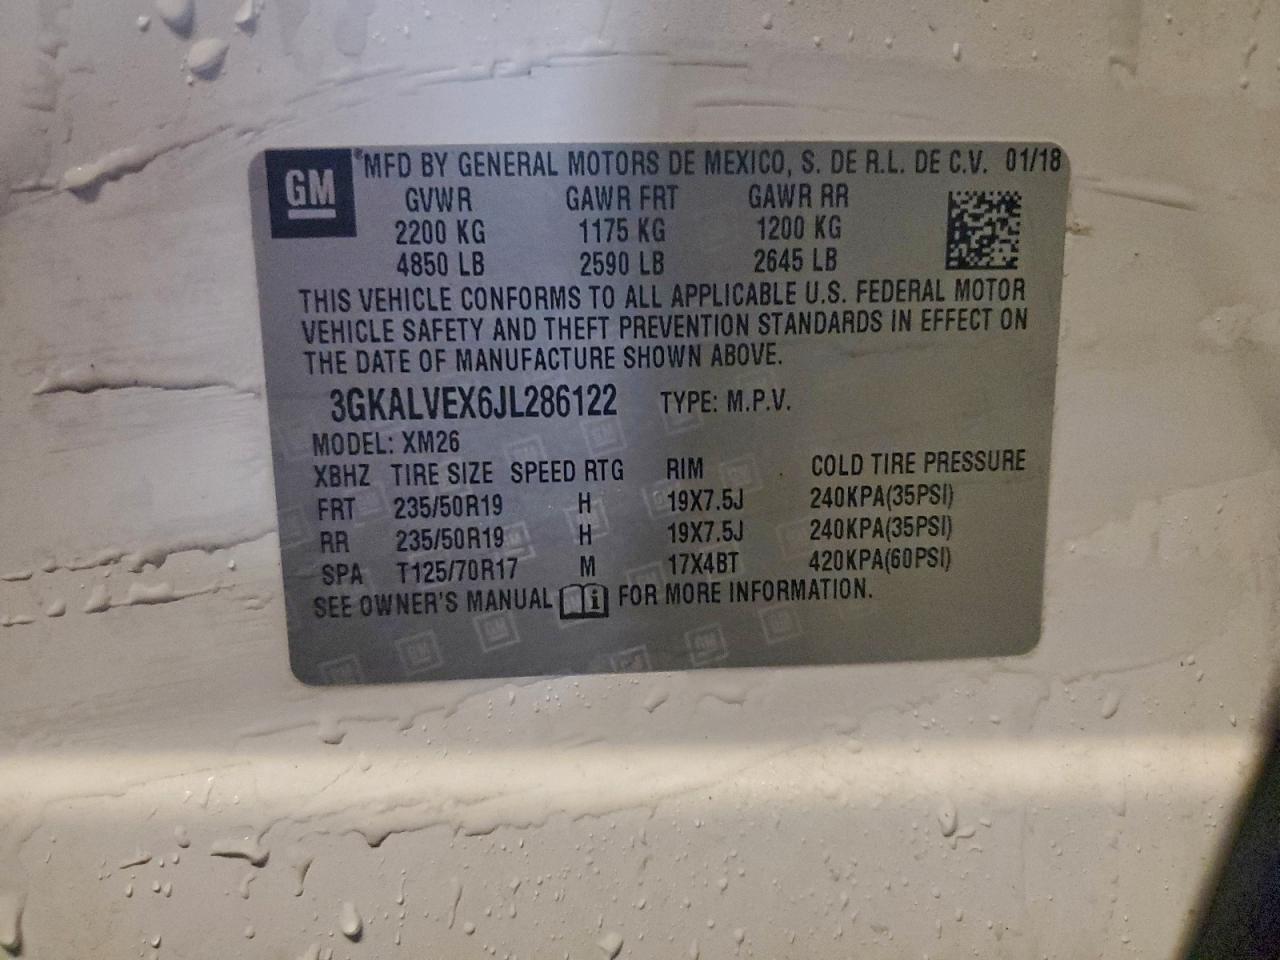 GM
®MFD BY GENERAL MOTORS DE MEXICO, S. DE R.L. DE C.V. 01/18
GVWR GAWR FRT GAWR RR
2200 KG 1175 KG 1200 KG
4850 LB 2590 LB 2645 LB
THIS VEHICLE CONFORMS TO ALL APPLICABLE U.S. FEDERAL MOTOR
VEHICLE SAFETY AND THEFT PREVENTION STANDARDS IN EFFECT ON
THE DATE OF MANUFACTURE SHOWN ABOVE.
3GKALVEX6JL286122 TYPE: M.P.V.
MODEL: XM26
XBHZ TIRE SIZE SPEED RTG RIM COLD TIRE PRESSURE
FRT 235/50R19 H 19X7.5J 240KPA(35PSI)
RR 235/50R19 H 19X7.5J 240KPA(35PSI)
SPA T125/70R17 M 17X4BT 420KPA(60PSI)
SEE OWNER'S MANUAL i FOR MORE INFORMATION.